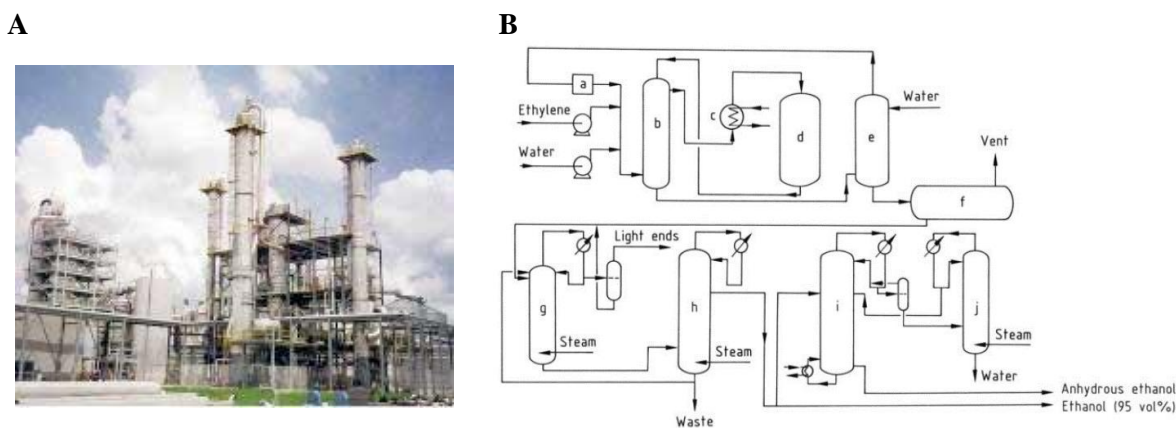 A
B
a
Ethylene
Water
b
c
d
e
Water
Vent
f
Light ends
g
Steam
h
Steam
Waste
i
j
Steam
Water
Anhydrous ethanol
Ethanol (95 vol%)